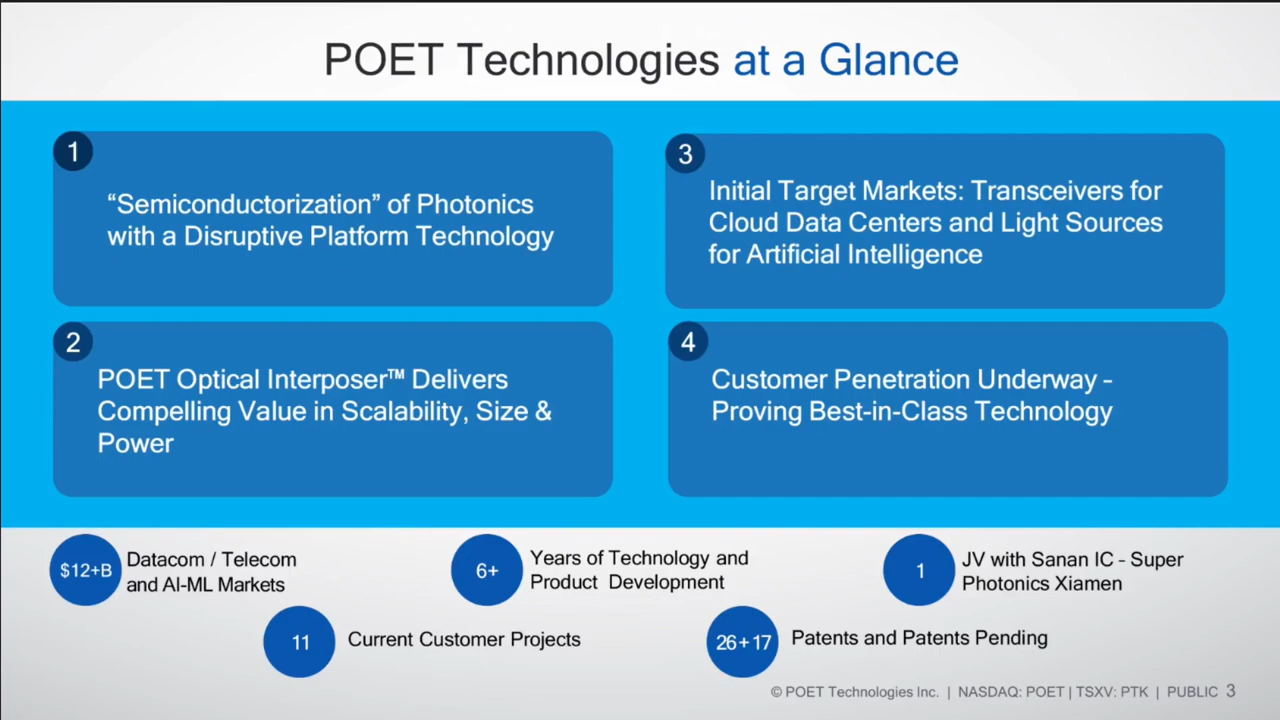 POET Technologies at a Glance
1
“Semiconductorization” of Photonics
with a Disruptive Platform Technology
2
POET Optical Interposer™ Delivers
Compelling Value in Scalability, Size &
Power
3
Initial Target Markets: Transceivers for
Cloud Data Centers and Light Sources
for Artificial Intelligence
4
Customer Penetration Underway –
Proving Best-in-Class Technology
$12+B
Datacom / Telecom
and AI-ML Markets
6+
Years of Technology and
Product Development
1
JV with Sanan IC – Super
Photonics Xiamen
11
Current Customer Projects
26+17
Patents and Patents Pending
© POET Technologies Inc. | NASDAQ: POET | TSXV: PTK | PUBLIC 3